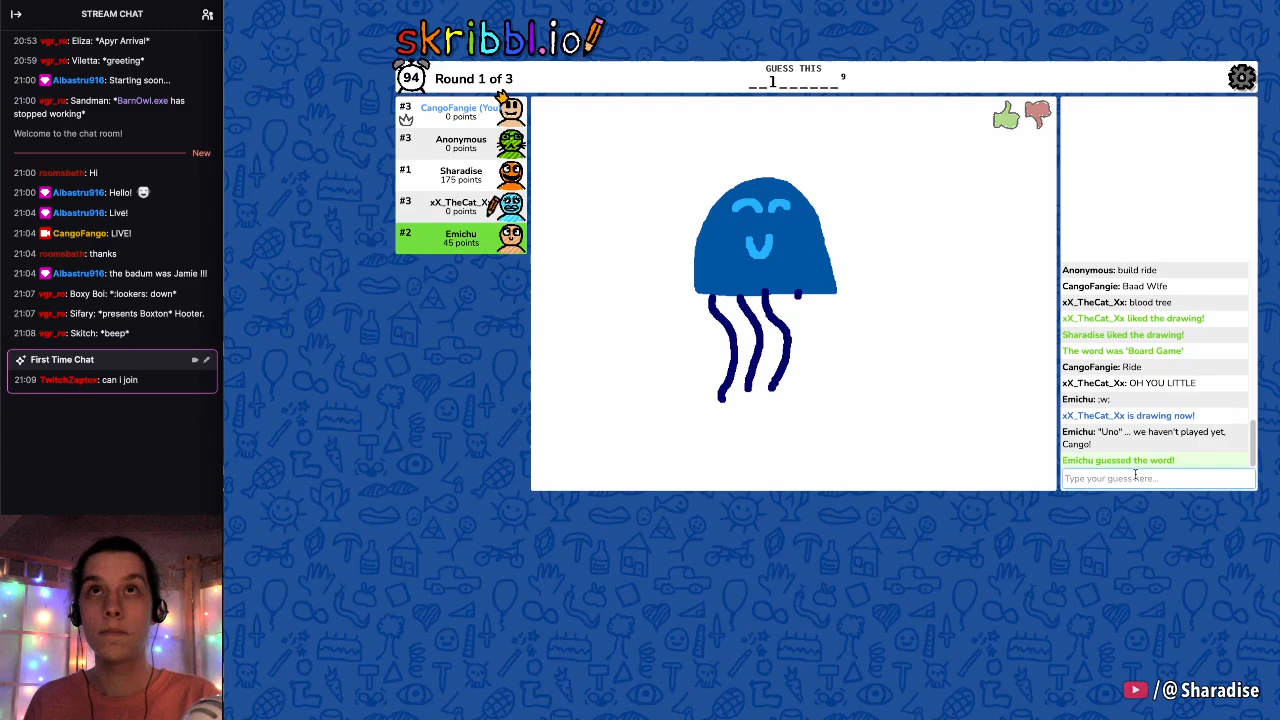 STREAM CHAT
20:53 vgr_ro: Eliza: *Apyr Arrival*
20:59 vgr_ro: Viletta: *greeting*
21:00 Albastru916: Starting soon...
21:00 vgr_ro: Sandman: *BarnOwl.exe has
stopped working*
Welcome to the chat room!
New
21:00 roomsbath: Hi
21:00 Albastru916: Hello!
21:04 Albastru916: Live!
21:04 CangoFango: LIVE!
21:04 roomsbath: thanks
21:04 Albastru916: the badum was Jamie !!!
21:07 vgr_ro: Boxy Boi: *:lookers: down*
21:07 vgr_ro: Sifary: *presents Boxton* Hooter.
21:08 vgr_ro: Skitch: *beep*
First Time Chat
21:09 TwitchZaptox: can i join
skribbl.io
94
Round 1 of 3
GUESS THIS
__l______ 9
#3 CangoFangie (You)
0 points
#3 Anonymous
0 points
#1 Sharadise
175 points
#3 xX_TheCat_Xx
0 points
#2 Emichu
45 points
Anonymous: build ride
CangoFangie: Baad WIfe
xX_TheCat_Xx: blood tree
xX_TheCat_Xx liked the drawing!
Sharadise liked the drawing!
The word was 'Board Game'
CangoFangie: Ride
xX_TheCat_Xx: OH YOU LITTLE
Emichu: ;w;
xX_TheCat_Xx is drawing now!
Emichu: "Uno" ... we haven't played yet,
Cango!
Emichu guessed the word!
Type your guess here...
/@Sharadise